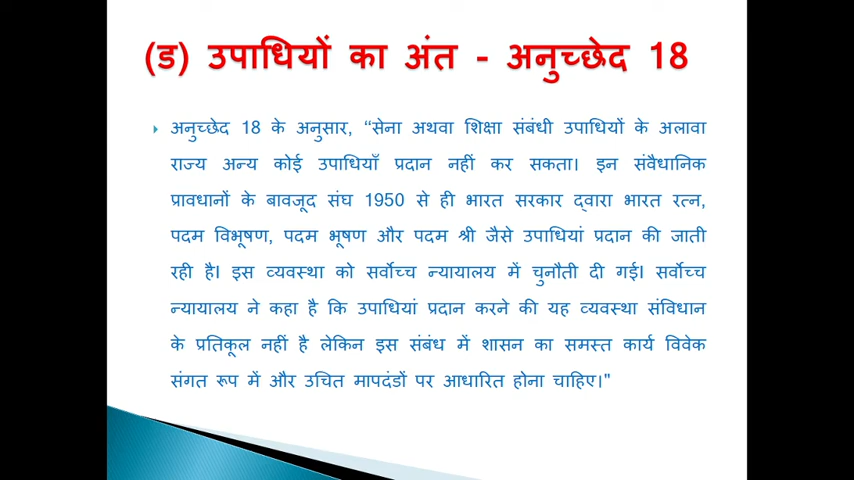 (ड) उपाधियों का अंत - अनुच्छेद 18
अनुच्छेद 18 के अनुसार, “सेना अथवा शिक्षा संबंधी उपाधियों के अलावा
राज्य अन्य कोई उपाधियाँ प्रदान नहीं कर सकता। इन संवैधानिक
प्रावधानों के बावजूद संघ 1950 से ही भारत सरकार द्वारा भारत रत्न,
पदम विभूषण, पदम भूषण और पदम श्री जैसे उपाधियां प्रदान की जाती
रही है। इस व्यवस्था को सर्वोच्च न्यायालय में चुनौती दी गई। सर्वोच्च
न्यायालय ने कहा है कि उपाधियां प्रदान करने की यह व्यवस्था संविधान
के प्रतिकूल नहीं है लेकिन इस संबंध में शासन का समस्त कार्य विवेक
संगत रूप में और उचित मापदंडों पर आधारित होना चाहिए।"